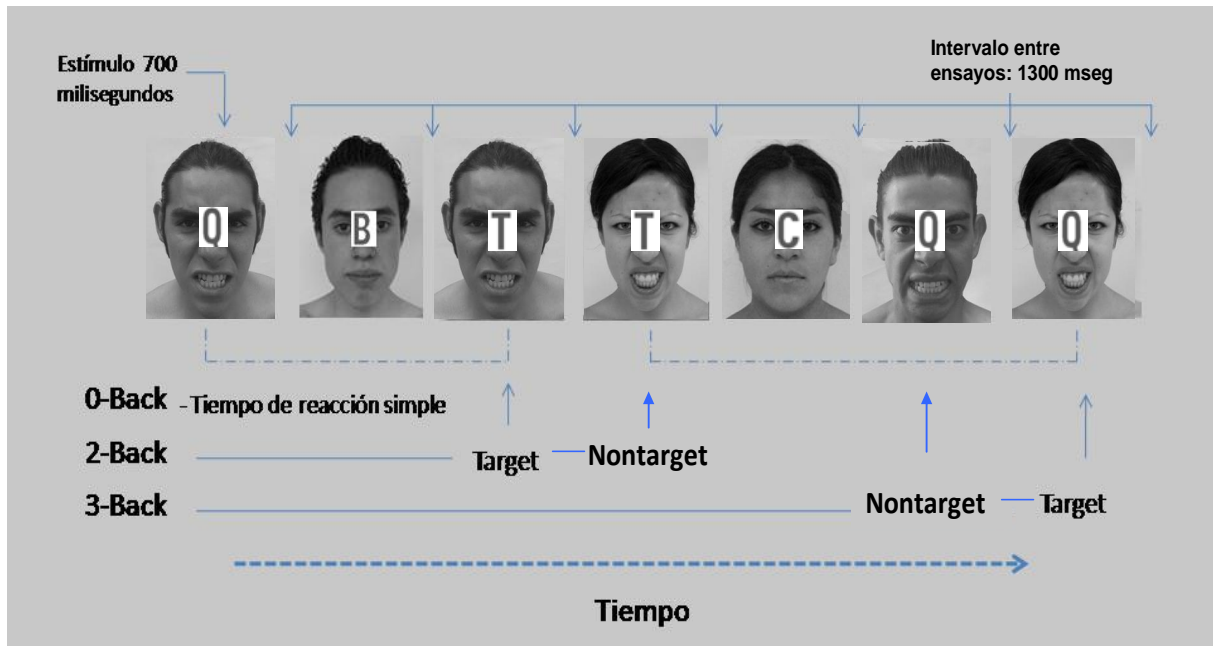 Estímulo 700
milisegundos
Intervalo entre
ensayos: 1300 mseg
Q B T T C Q Q
0-Back - Tiempo de reacción simple
2-Back Target Nontarget
3-Back Nontarget Target
Tiempo